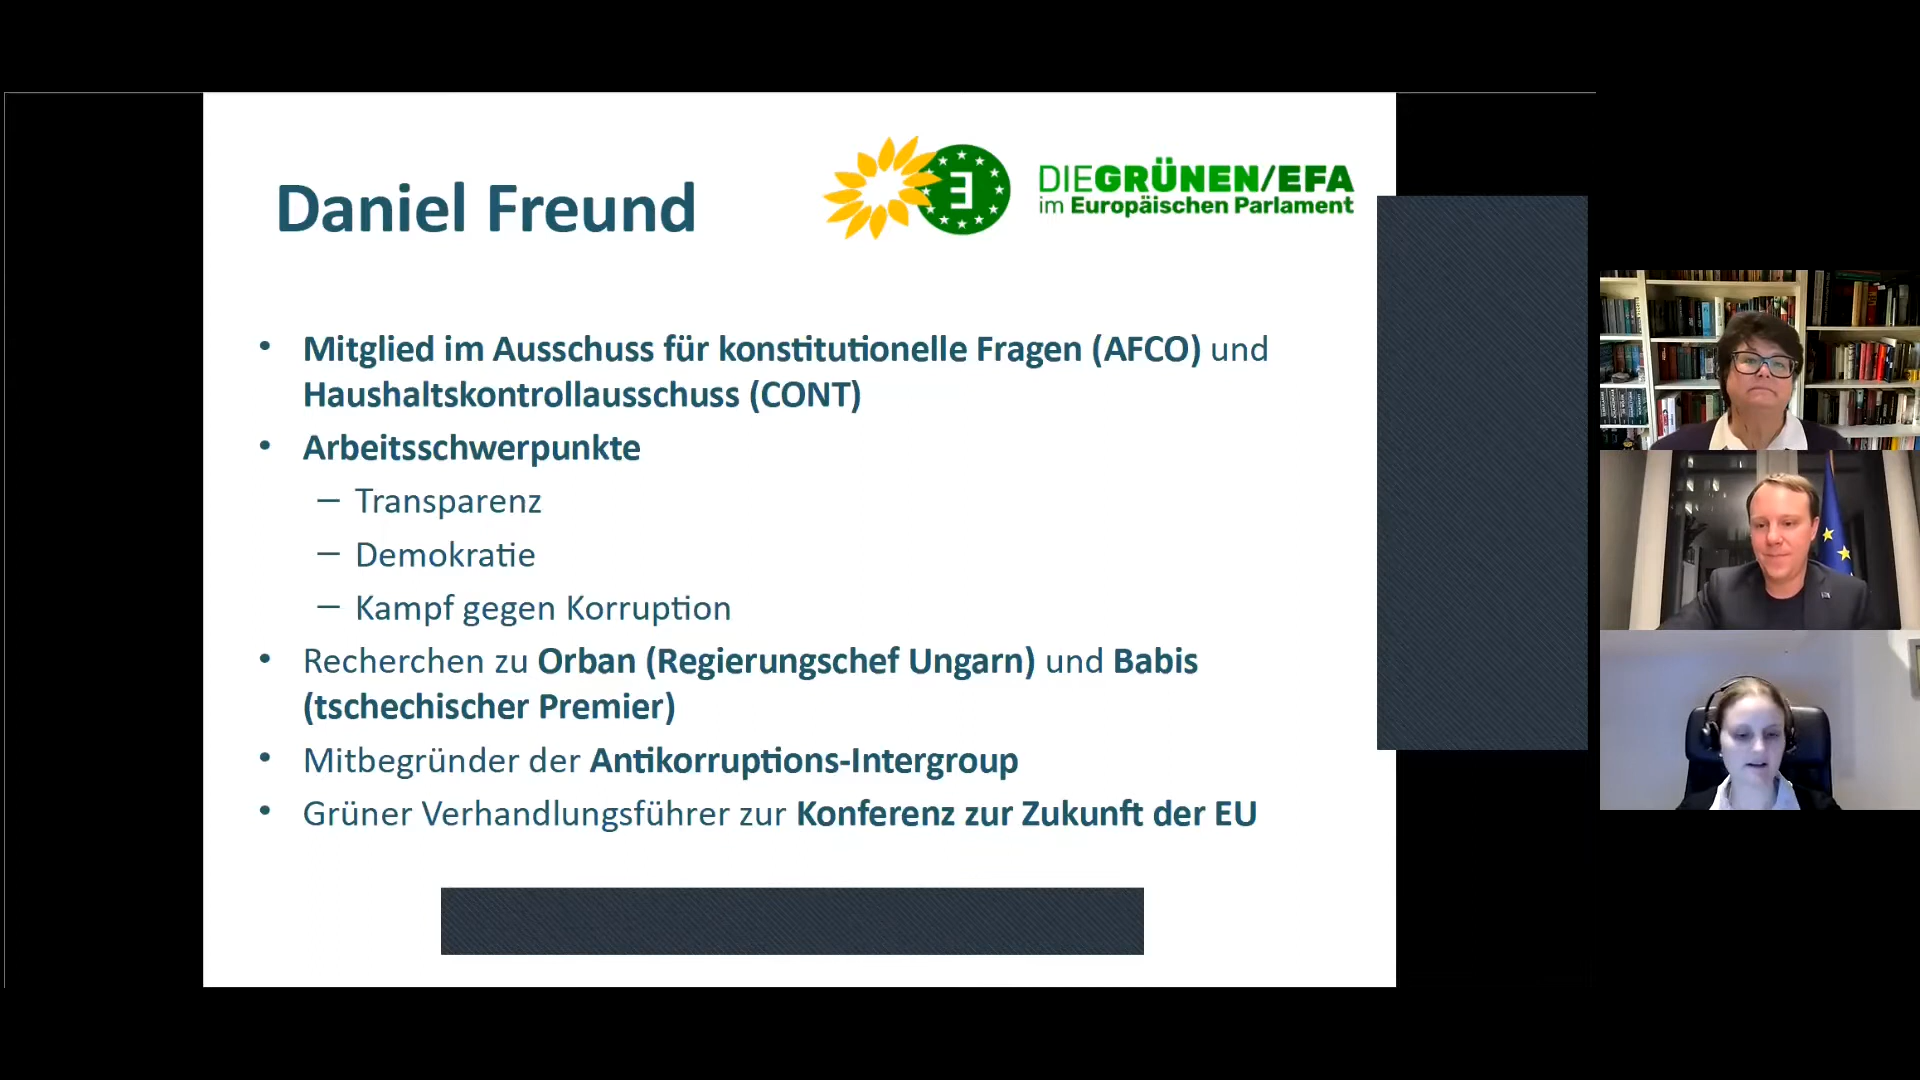 Daniel Freund
DIEGRÜNEN/EFA
im Europäischen Parlament
• Mitglied im Ausschuss für konstitutionelle Fragen (AFCO) und
Haushaltskontrollausschuss (CONT)
• Arbeitsschwerpunkte
– Transparenz
– Demokratie
– Kampf gegen Korruption
• Recherchen zu Orban (Regierungschef Ungarn) und Babis
(tschechischer Premier)
• Mitbegründer der Antikorruptions-Intergroup
• Grüner Verhandlungsführer zur Konferenz zur Zukunft der EU